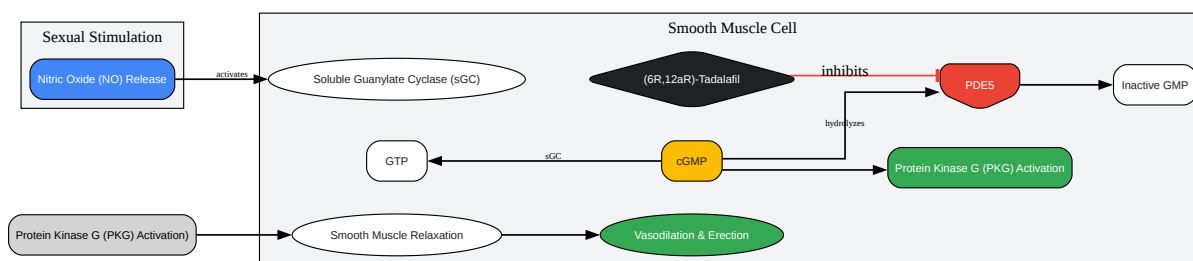 Sexual Stimulation
Smooth Muscle Cell
Nitric Oxide (NO) Release
activates
Soluble Guanylate Cyclase (sGC)
(6R,12aR)-Tadalafil
inhibits
PDE5
Inactive GMP
hydrolyzes
GTP
sGC
cGMP
Protein Kinase G (PKG) Activation
Protein Kinase G (PKG) Activation)
Smooth Muscle Relaxation
Vasodilation & Erection